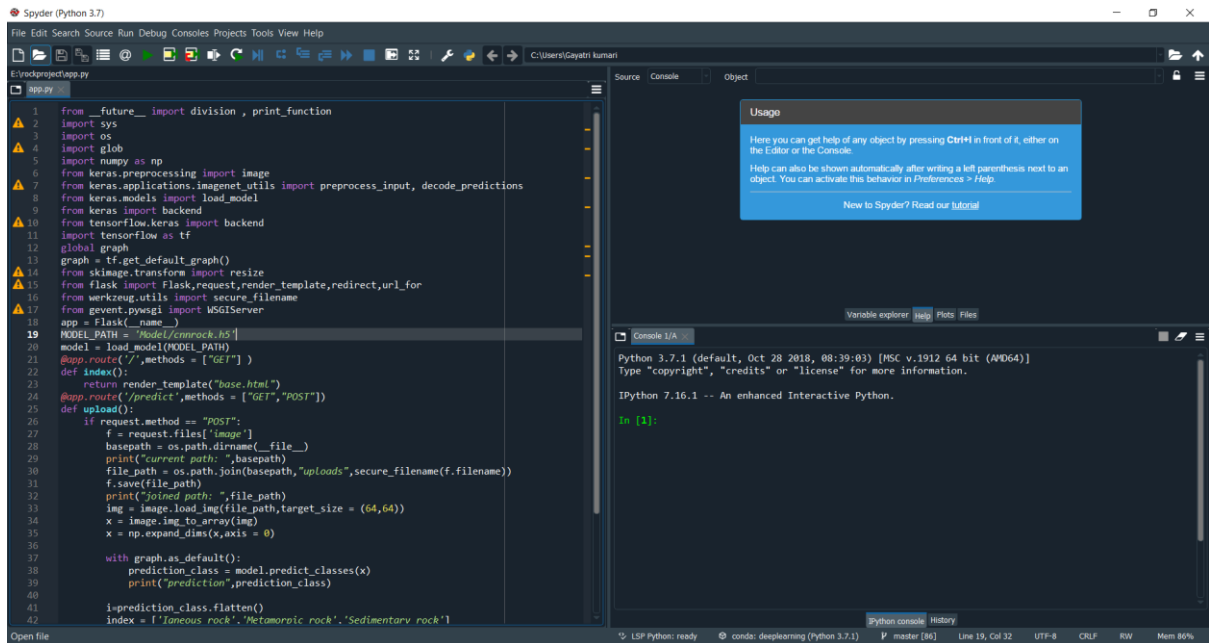 Spyder (Python 3.7)
File Edit Search Source Run Debug Consoles Projects Tools View Help
C:\Users\Gayatri kumari
E:\rockproject\app.py
app.py
1 from __future__ import division , print_function
2 import sys
3 import os
4 import glob
5 import numpy as np
6 from keras.preprocessing import image
7 from keras.applications.imagenet_utils import preprocess_input, decode_predictions
8 from keras.models import load_model
9 from keras import backend
10 from tensorflow.keras import backend
11 import tensorflow as tf
12 global graph
13 graph = tf.get_default_graph()
14 from skimage.transform import resize
15 from flask import Flask,request,render_template,redirect,url_for
16 from werkzeug.utils import secure_filename
17 from gevent.pywsgi import WSGIServer
18 app = Flask(__name__)
19 MODEL_PATH = 'Model/cnnrock.h5'
20 model = load_model(MODEL_PATH)
21 @app.route('/',methods = ["GET"] )
22 def index():
23 return render_template("base.html")
24 @app.route('/predict',methods = ["GET","POST"])
25 def upload():
26 if request.method == "POST":
27 f = request.files['image']
28 basepath = os.path.dirname(__file__)
29 print("current path: ",basepath)
30 file_path = os.path.join(basepath,"uploads",secure_filename(f.filename))
31 f.save(file_path)
32 print("joined path: ",file_path)
33 img = image.load_img(file_path,target_size = (64,64))
34 x = image.img_to_array(img)
35 x = np.expand_dims(x,axis = 0)
36
37 with graph.as_default():
38 prediction_class = model.predict_classes(x)
39 print("prediction",prediction_class)
40
41 i=prediction_class.flatten()
42 index = ['Igneous rock','Metamorpic rock','Sedimentary rock']
Source Console Object
Usage
Here you can get help of any object by pressing Ctrl+I in front of it, either on
the Editor or the Console.
Help can also be shown automatically after writing a left parenthesis next to an
object. You can activate this behavior in Preferences > Help.
New to Spyder? Read our tutorial
Variable explorer Help Plots Files
Console 1/A
Python 3.7.1 (default, Oct 28 2018, 08:39:03) [MSC v.1912 64 bit (AMD64)]
Type "copyright", "credits" or "license" for more information.
IPython 7.16.1 -- An enhanced Interactive Python.
In [1]:
IPython console History
Open file LSP Python: ready conda: deeplearning (Python 3.7.1) master [86] Line 19, Col 32 UTF-8 CRLF RW Mem 86%